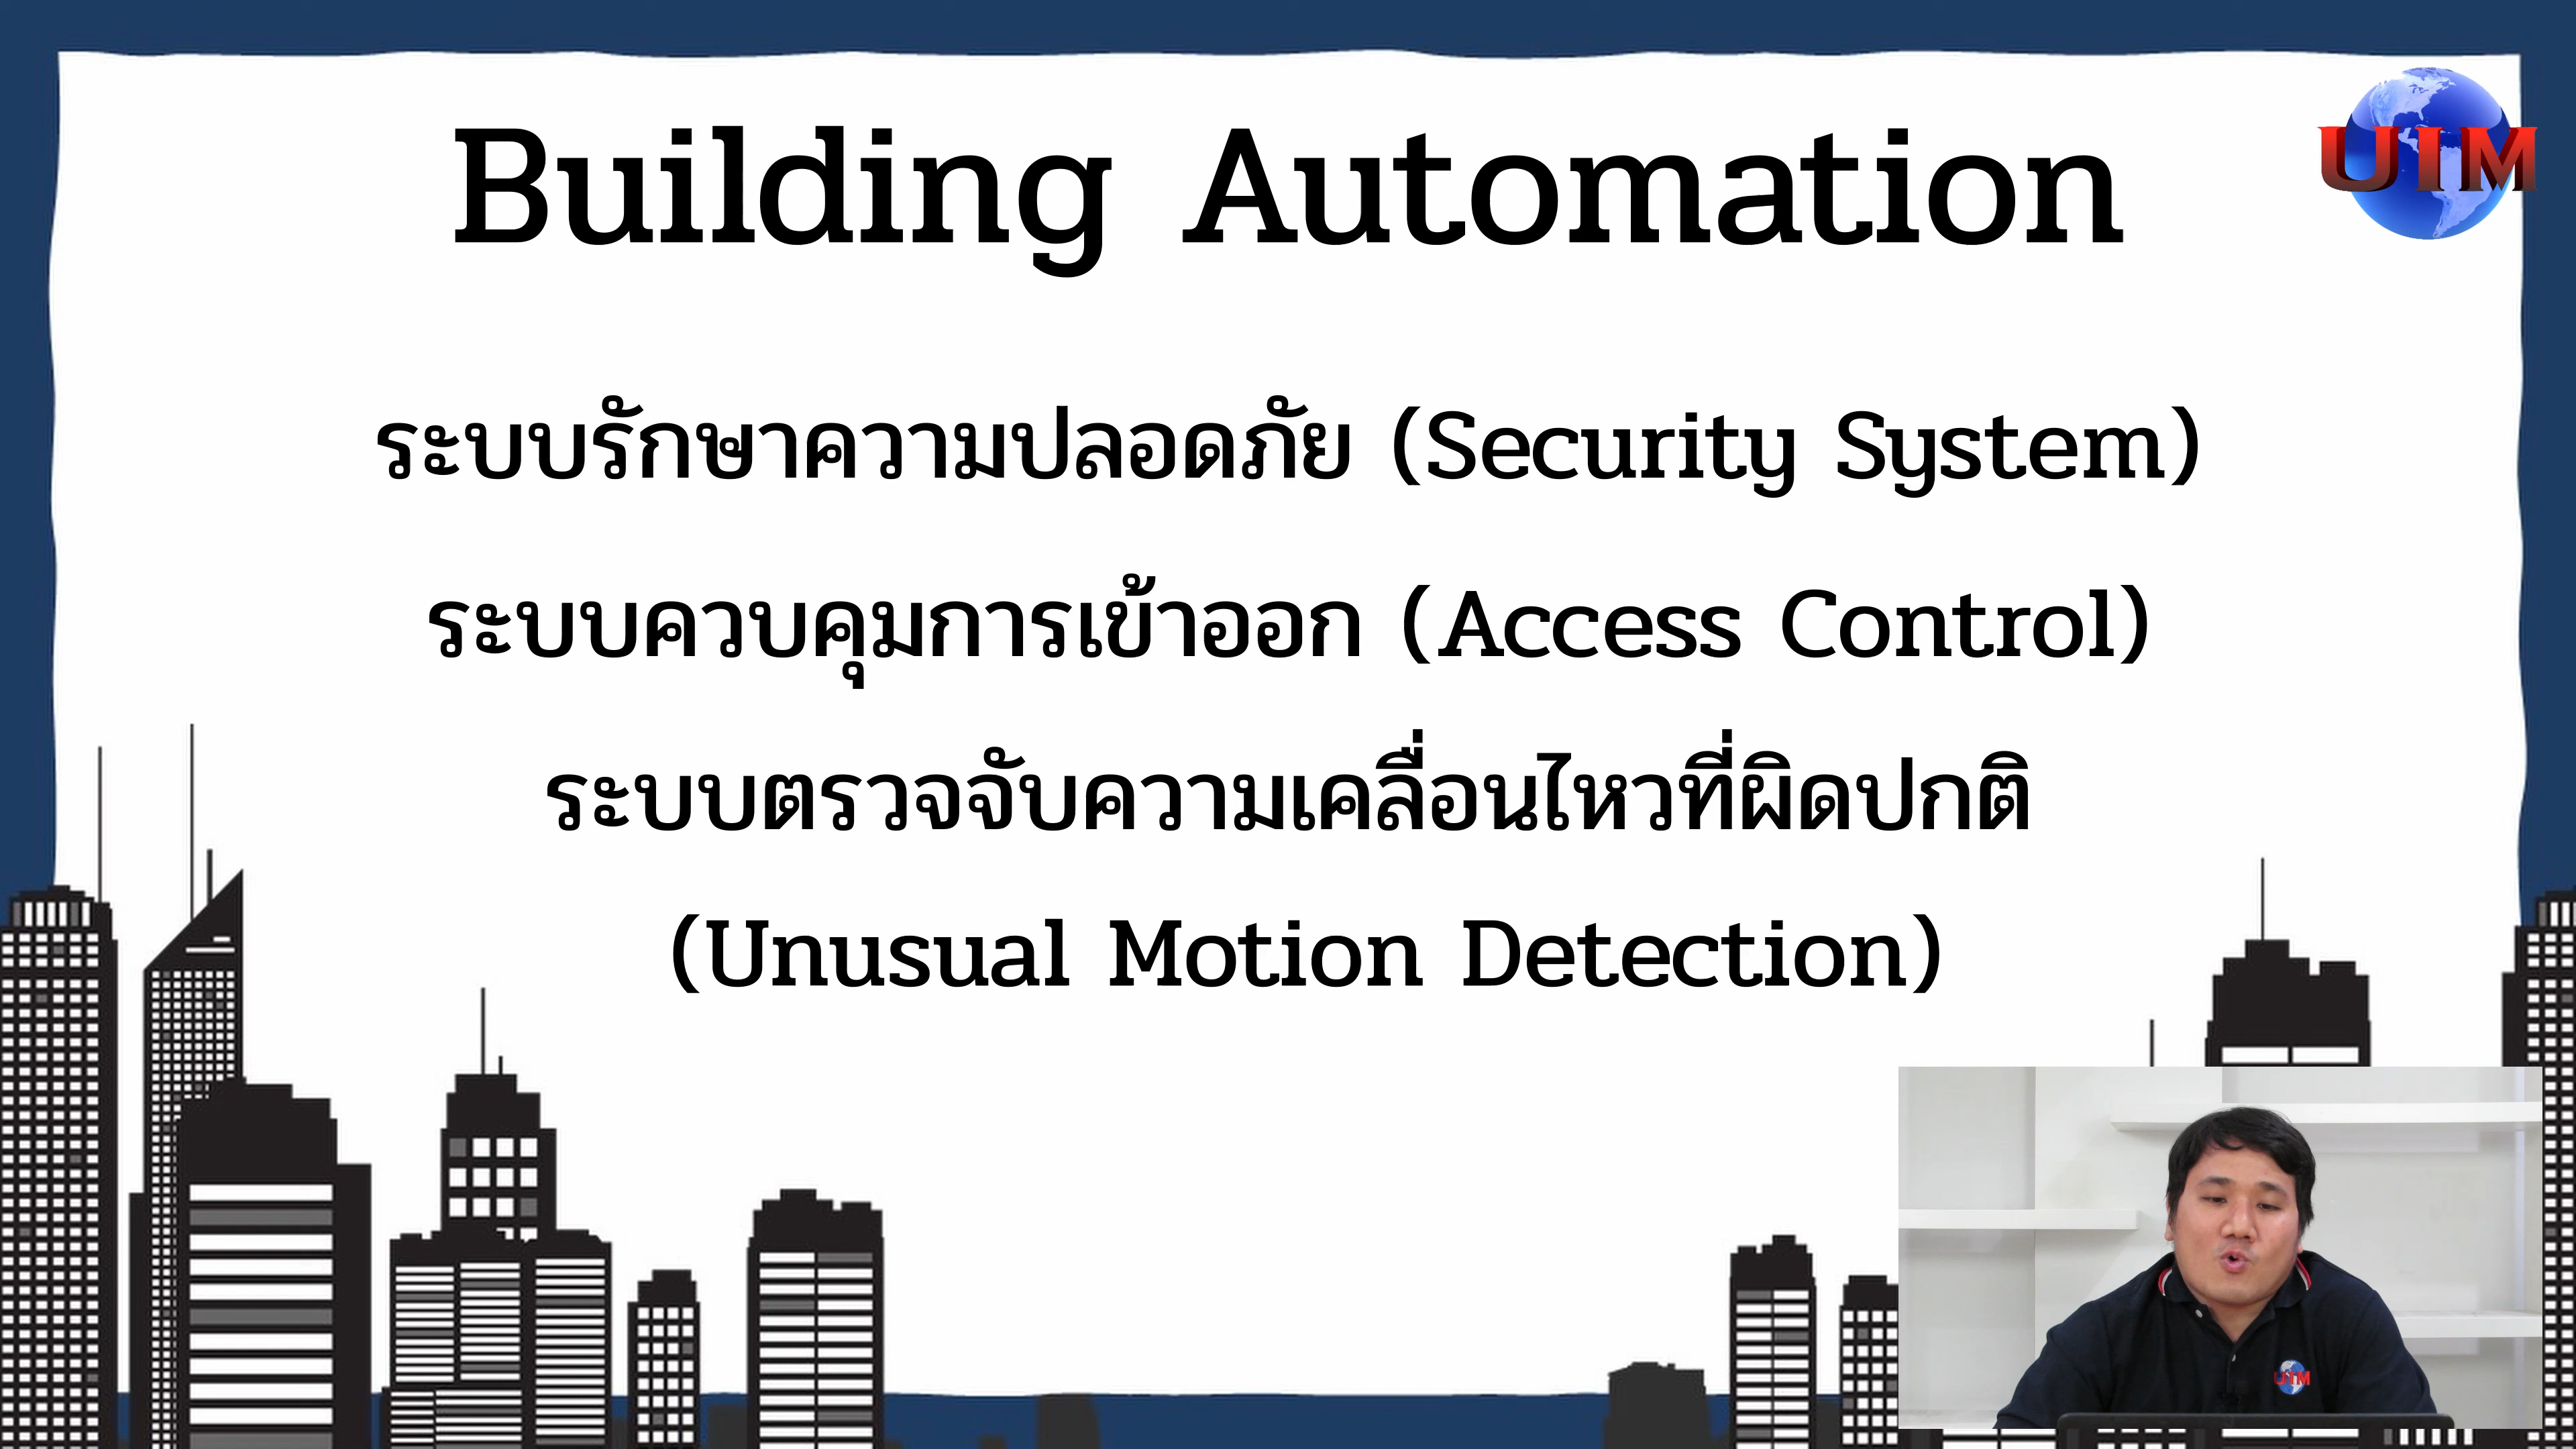 Building Automation
UIM
ระบบรักษาความปลอดภัย (Security System)
ระบบควบคุมการเข้าออก (Access Control)
ระบบตรวจจับความเคลื่อนไหวที่ผิดปกติ
(Unusual Motion Detection)
UIM